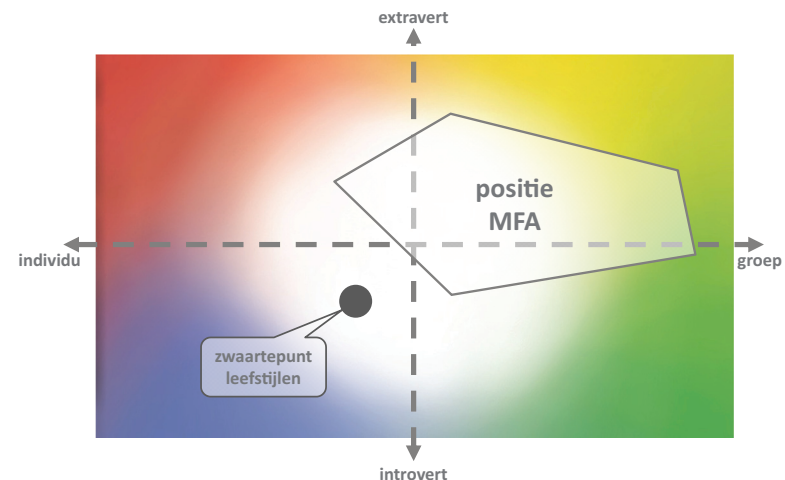 extravert
positie
MFA
individu
groep
zwaartepunt
leefstijlen
introvert